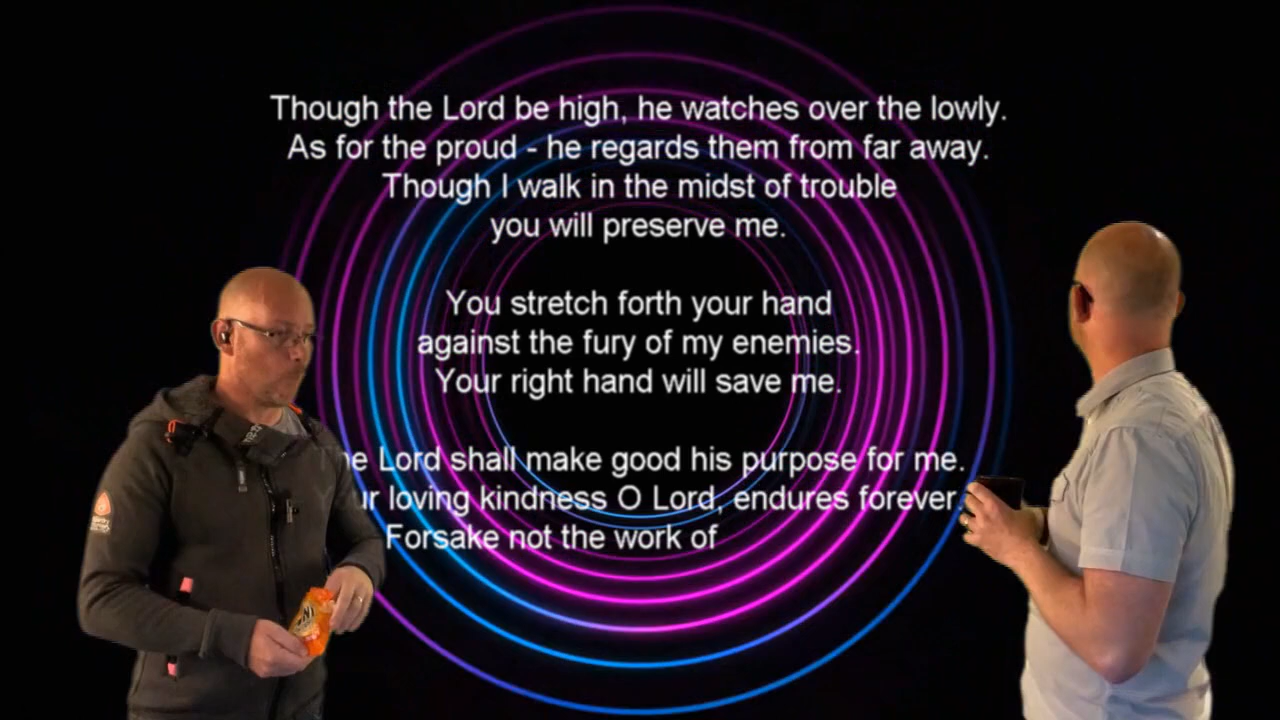 Though the Lord be high, he watches over the lowly.
As for the proud - he regards them from far away.
Though I walk in the midst of trouble
you will preserve me.
You stretch forth your hand
against the fury of my enemies.
Your right hand will save me.
Lord shall make good his purpose for me.
loving kindness O Lord, endures forever.
Forsake not the work of